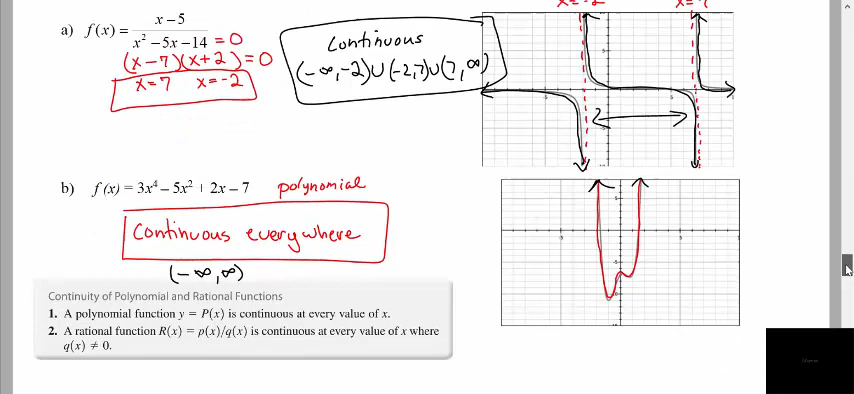 x = -2 x = 7
a) f(x) = x − 5 / x² − 5x − 14 = 0
(x − 7)(x + 2) = 0
x = 7 x = -2
Continuous
(-∞, -2) ∪ (-2, 7) ∪ (7, ∞)
b) f(x) = 3x⁴ − 5x² + 2x − 7 polynomial
Continuous everywhere
(-∞, ∞)
Continuity of Polynomial and Rational Functions
1. A polynomial function y = P(x) is continuous at every value of x.
2. A rational function R(x) = p(x)/q(x) is continuous at every value of x where
q(x) ≠ 0.